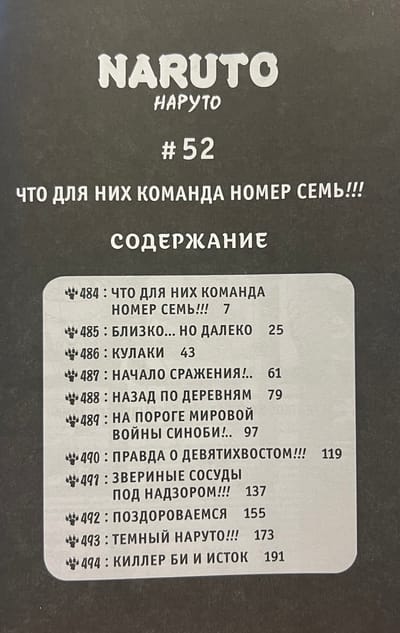 NARUTO
НАРУТО
#52
ЧТО ДЛЯ НИХ КОМАНДА НОМЕР СЕМЬ!!!
СОДЕРЖАНИЕ
484 : ЧТО ДЛЯ НИХ КОМАНДА
НОМЕР СЕМЬ!!! 7
485 : БЛИЗКО... НО ДАЛЕКО 25
486 : КУЛАКИ 43
487 : НАЧАЛО СРАЖЕНИЯ!.. 61
488 : НАЗАД ПО ДЕРЕВНЯМ 79
489 : НА ПОРОГЕ МИРОВОЙ
ВОЙНЫ СИНОБИ!.. 97
490 : ПРАВДА О ДЕВЯТИХВОСТОМ!!! 119
491 : ЗВЕРИНЫЕ СОСУДЫ
ПОД НАДЗОРОМ!!! 137
492 : ПОЗДОРОВАЕМСЯ 155
493 : ТЕМНЫЙ НАРУТО!!! 173
494 : КИЛЛЕР БИ И ИСТОК 191